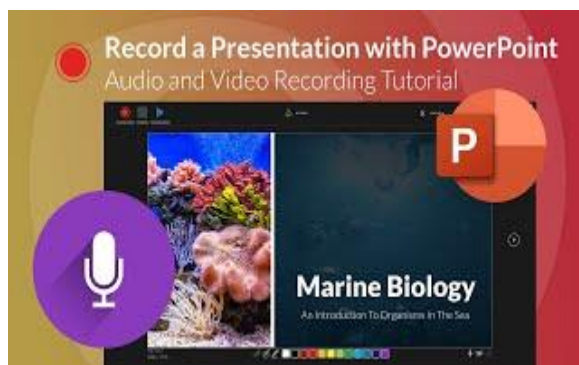 Record a Presentation with PowerPoint
Audio and Video Recording Tutorial
P
Marine Biology
An Introduction To Organisms In The Sea